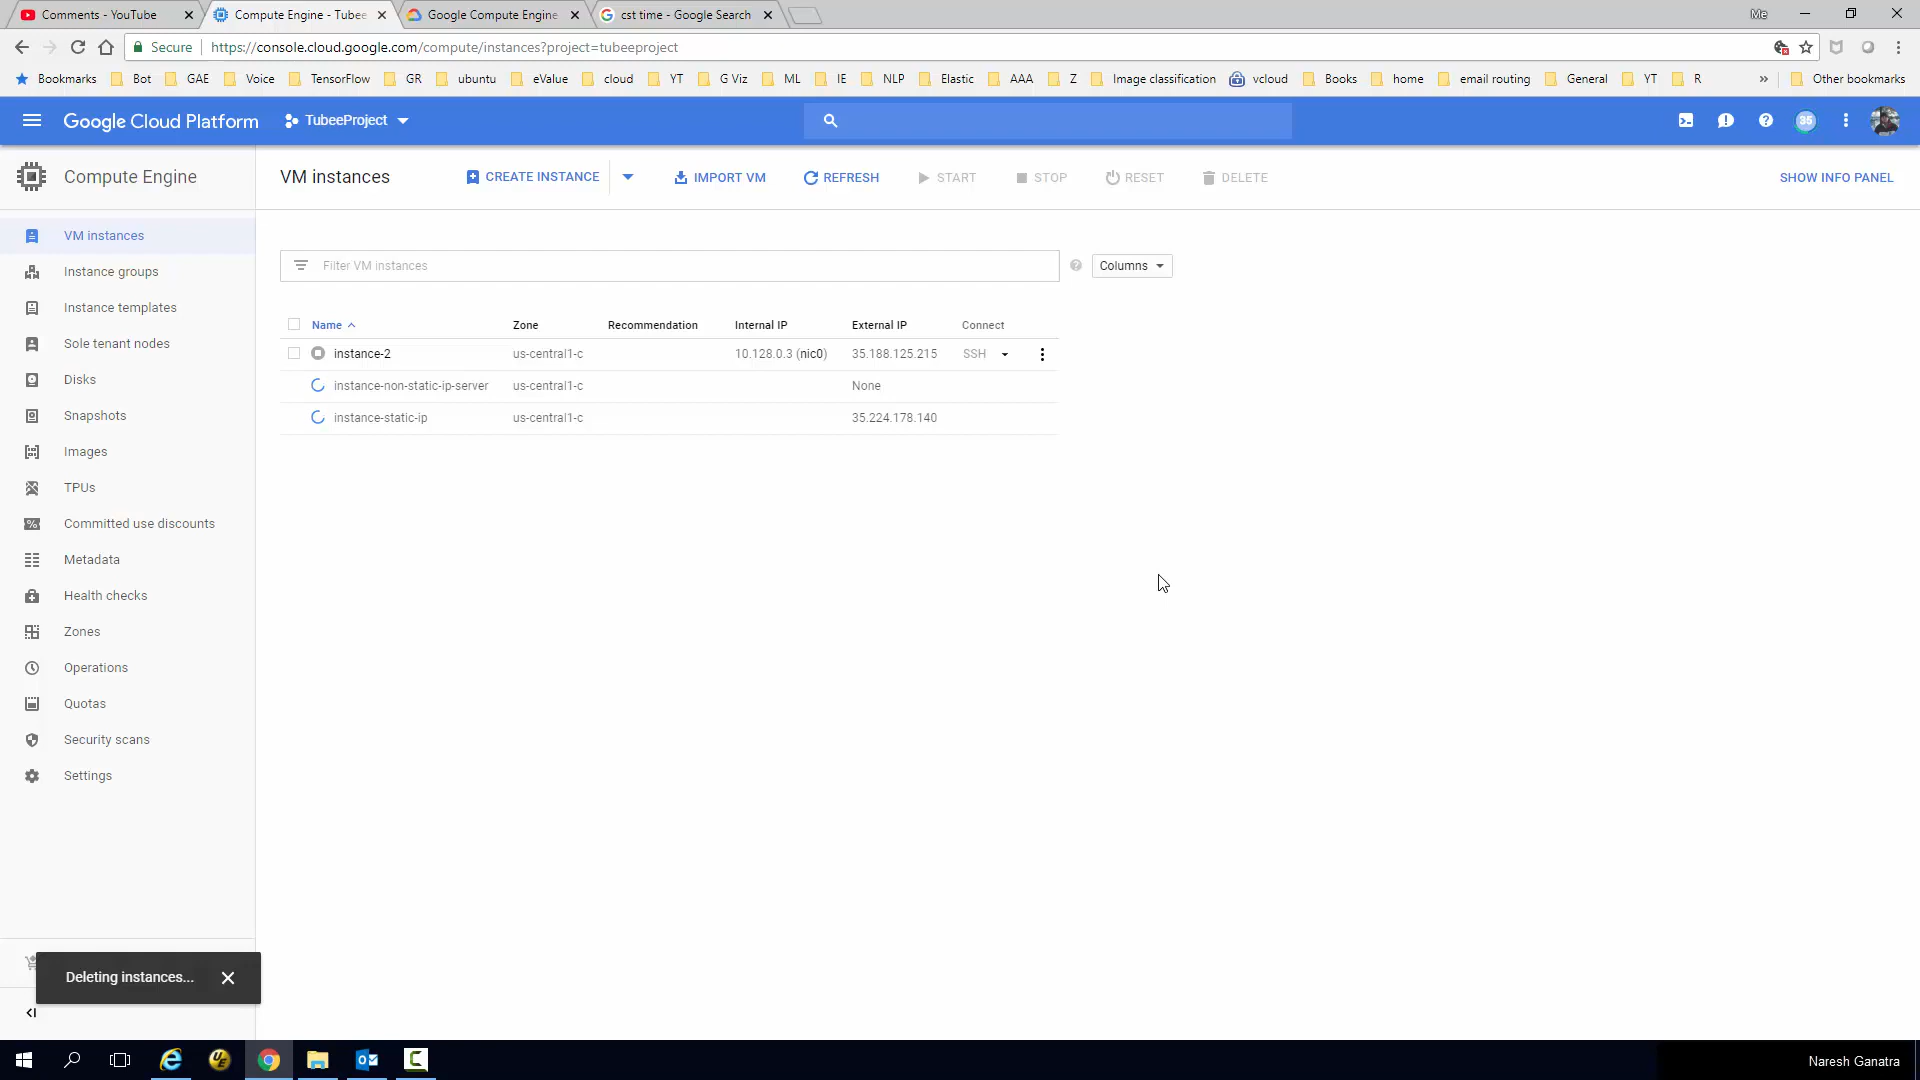 Comments - YouTube
Compute Engine - Tubee
Google Compute Engine
cst time - Google Search
Me
Secure
https://console.cloud.google.com/compute/instances?project=tubeeproject
Bookmarks
Bot
GAE
Voice
TensorFlow
GR
ubuntu
eValue
cloud
YT
G Viz
ML
IE
NLP
Elastic
AAA
Z
Image classification
vcloud
Books
home
email routing
General
YT
R
»
Other bookmarks
Google Cloud Platform
TubeeProject
35
Compute Engine
VM instances
CREATE INSTANCE
IMPORT VM
REFRESH
START
STOP
RESET
DELETE
SHOW INFO PANEL
VM instances
Instance groups
Instance templates
Sole tenant nodes
Disks
Snapshots
Images
TPUs
Committed use discounts
Metadata
Health checks
Zones
Operations
Quotas
Security scans
Settings
Filter VM instances
Columns
Name Zone Recommendation Internal IP External IP Connect
instance-2 us-central1-c 10.128.0.3 (nic0) 35.188.125.215 SSH
instance-non-static-ip-server us-central1-c None
instance-static-ip us-central1-c 35.224.178.140
Deleting instances...
Naresh Ganatra